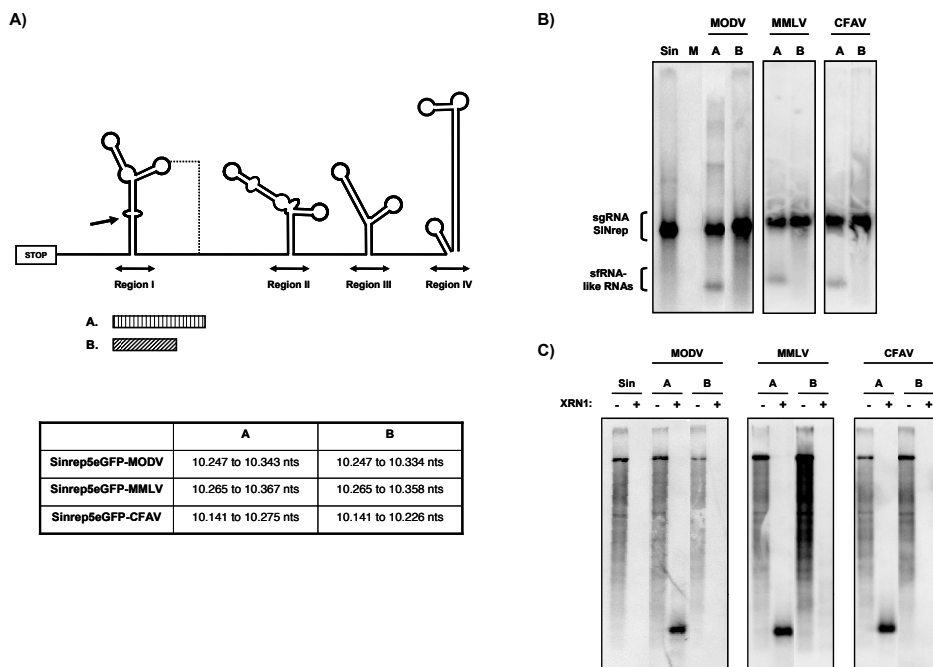 A)
STOP
Region I
Region II
Region III
Region IV
A.
B.
A B
Sinrep5eGFP-MODV 10.247 to 10.343 nts 10.247 to 10.334 nts
Sinrep5eGFP-MMLV 10.265 to 10.367 nts 10.265 to 10.358 nts
Sinrep5eGFP-CFAV 10.141 to 10.275 nts 10.141 to 10.226 nts
B)
MODV MMLV CFAV
Sin M A B A B A B
sgRNA
SINrep
sfRNA-
like RNAs
C)
MODV MMLV CFAV
Sin A B A B A B
XRN1: - + - + - + - + - + - + - +